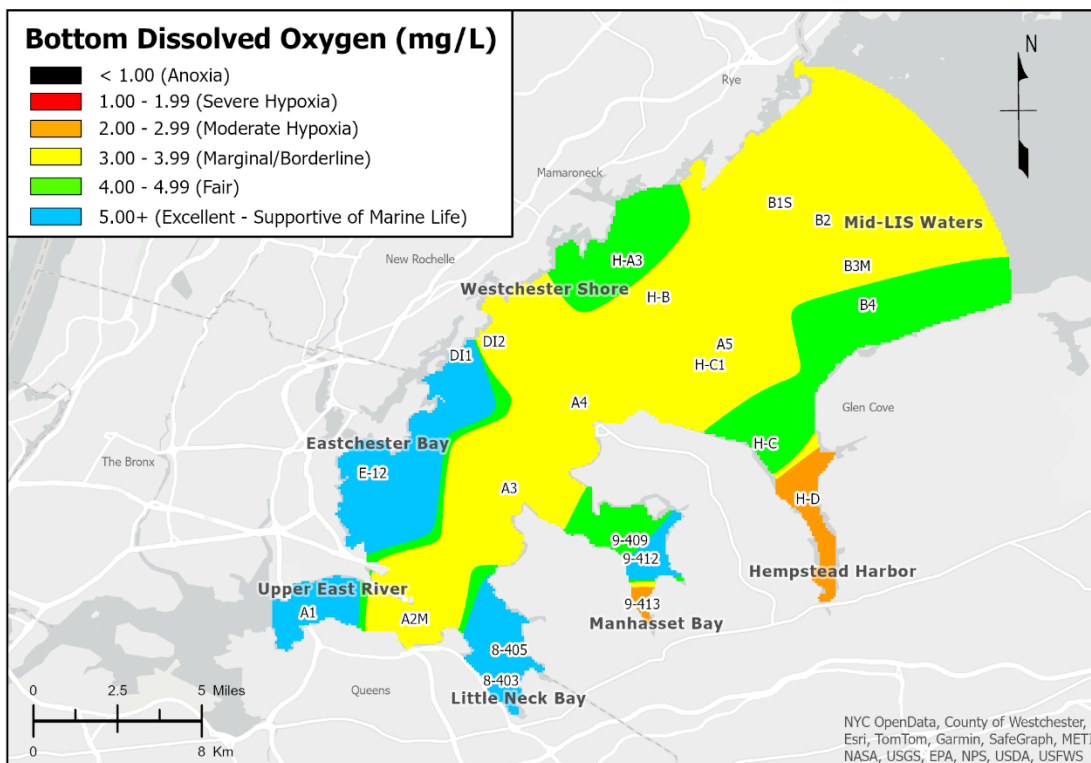 Bottom Dissolved Oxygen (mg/L)
< 1.00 (Anoxia)
1.00 - 1.99 (Severe Hypoxia)
2.00 - 2.99 (Moderate Hypoxia)
3.00 - 3.99 (Marginal/Borderline)
4.00 - 4.99 (Fair)
5.00+ (Excellent - Supportive of Marine Life)
N
Rye
Mamaroneck
B1S
B2
Mid-LIS Waters
New Rochelle
H-A3
B3M
Westchester Shore
H-B
B4
DI2
DI1
A5
H-C1
A4
Glen Cove
Eastchester Bay
H-C
The Bronx
E-12
A3
H-D
9-409
9-412
Hempstead Harbor
Upper East River
9-413
A1
A2M
Manhasset Bay
8-405
8-403
Queens
Little Neck Bay
0 2.5 5 Miles
0 8 Km
NYC OpenData, County of Westchester,
Esri, TomTom, Garmin, SafeGraph, METI
NASA, USGS, EPA, NPS, USDA, USFWS